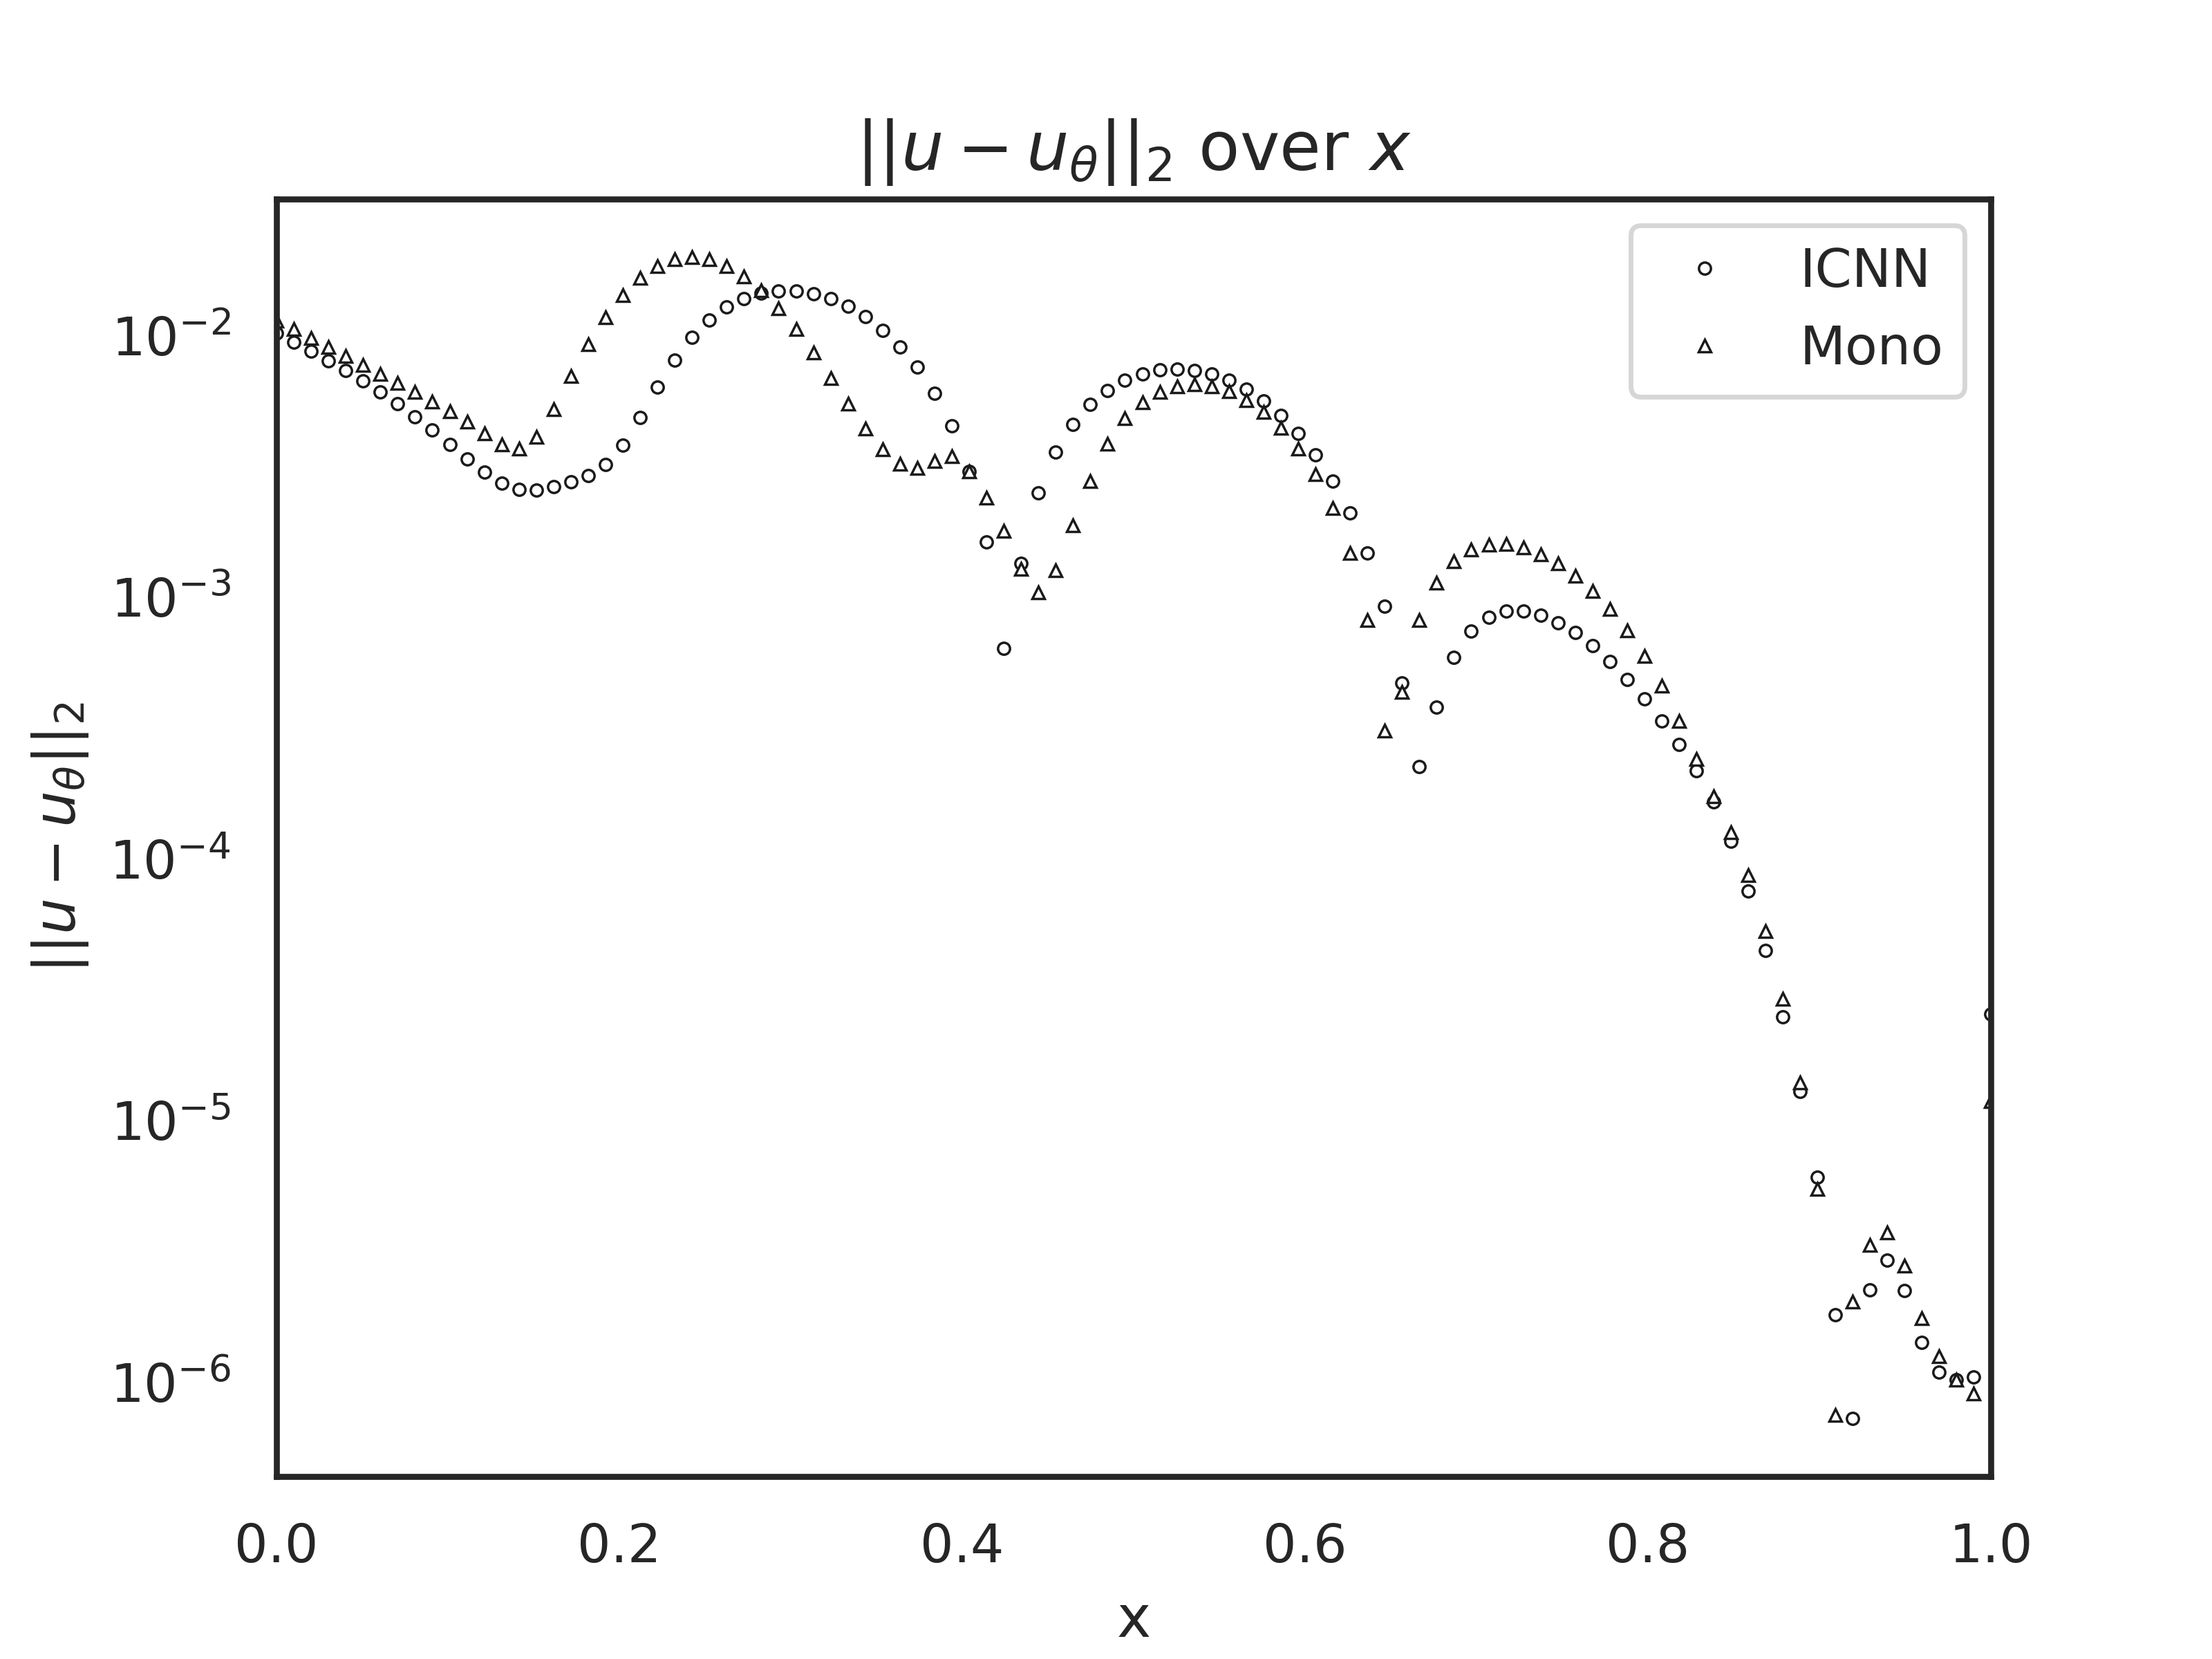 ||u − u_θ||₂ over x
ICNN
Mono
10⁻²
10⁻³
10⁻⁴
10⁻⁵
10⁻⁶
||u − u_θ||₂
0.0 0.2 0.4 0.6 0.8 1.0
x